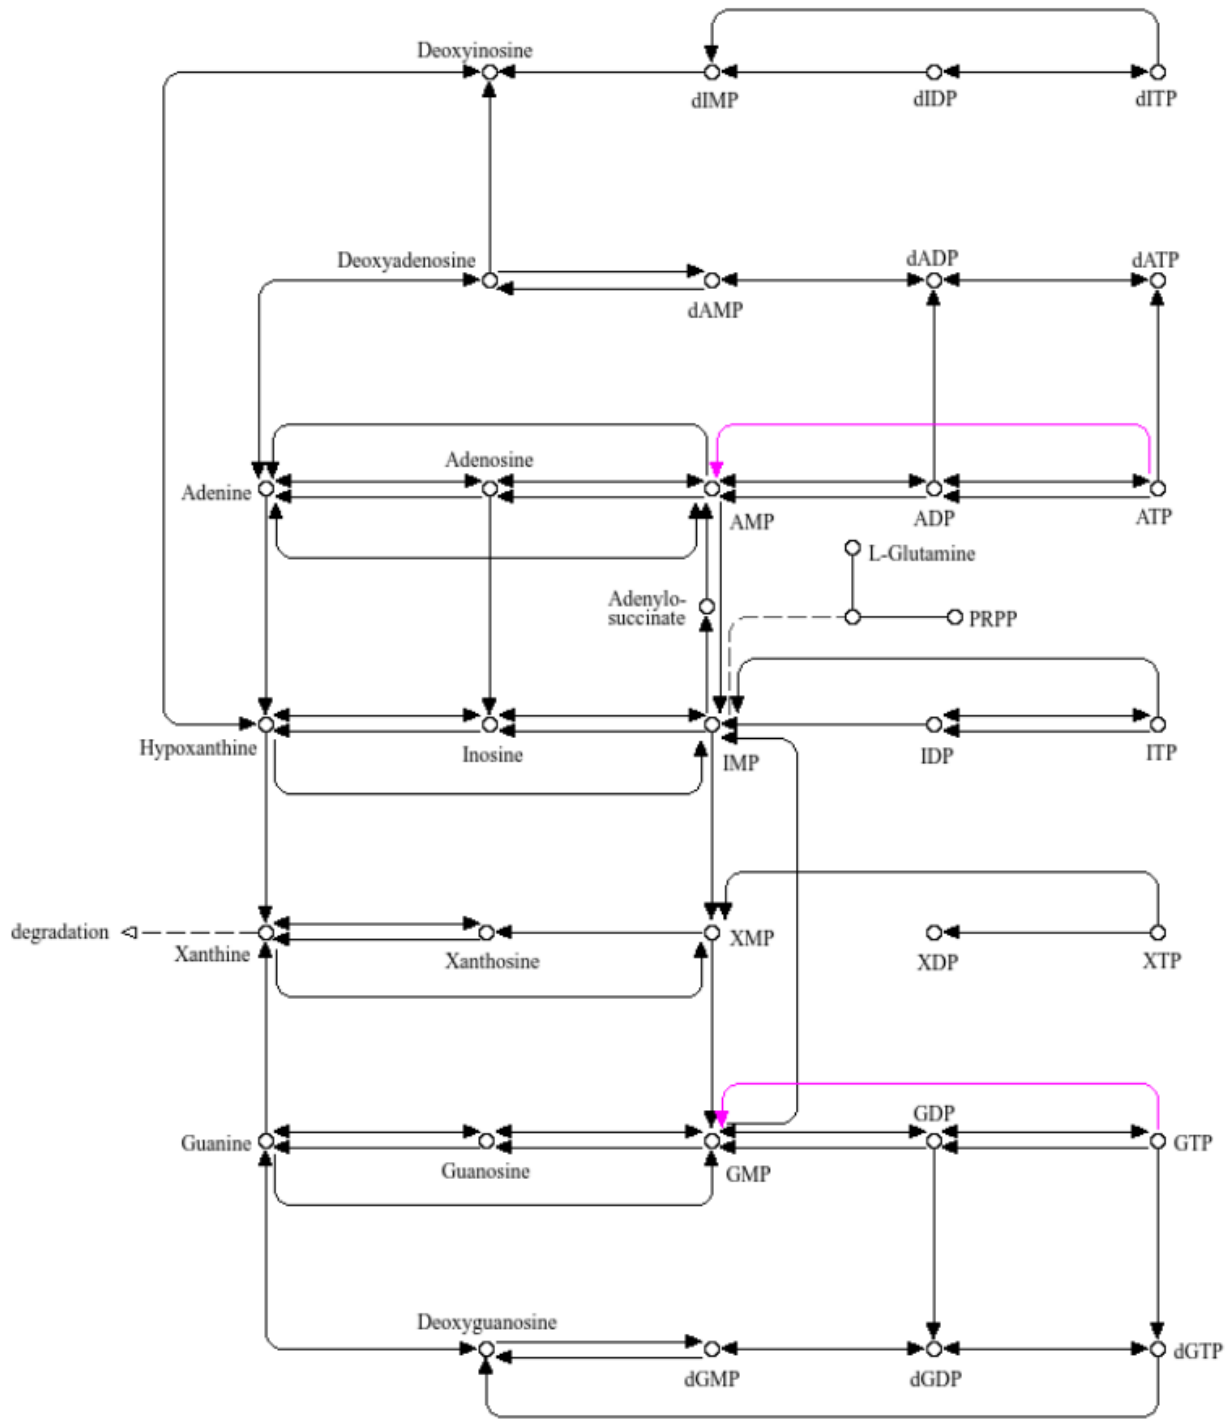 Deoxyinosine
dIMP
dIDP
dITP
Deoxyadenosine
dADP
dATP
dAMP
Adenosine
Adenine
AMP
ADP
ATP
L-Glutamine
Adenylo-
succinate
PRPP
Hypoxanthine
Inosine
IMP
IDP
ITP
degradation
Xanthine
Xanthosine
XMP
XDP
XTP
GDP
Guanine
Guanosine
GMP
GTP
Deoxyguanosine
dGMP
dGDP
dGTP